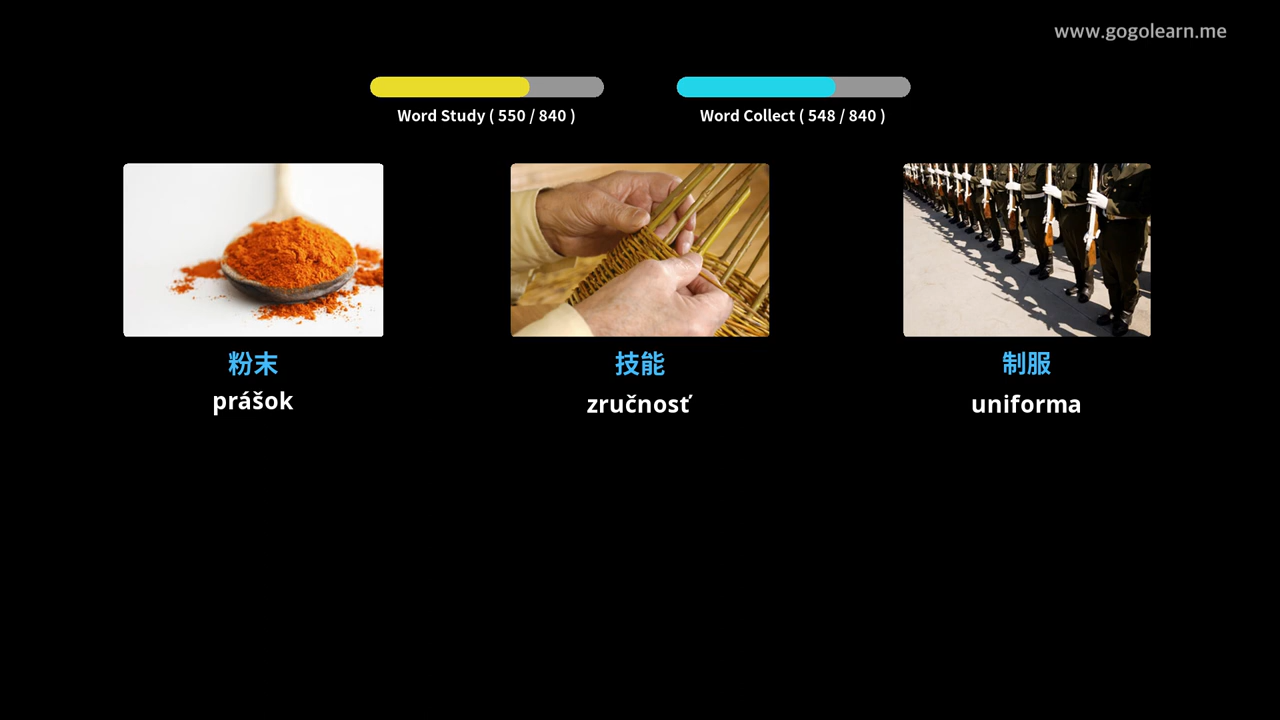 www.gogolearn.me
Word Study ( 550 / 840 )
Word Collect ( 548 / 840 )
粉末
技能
制服
prášok
zručnosť
uniforma